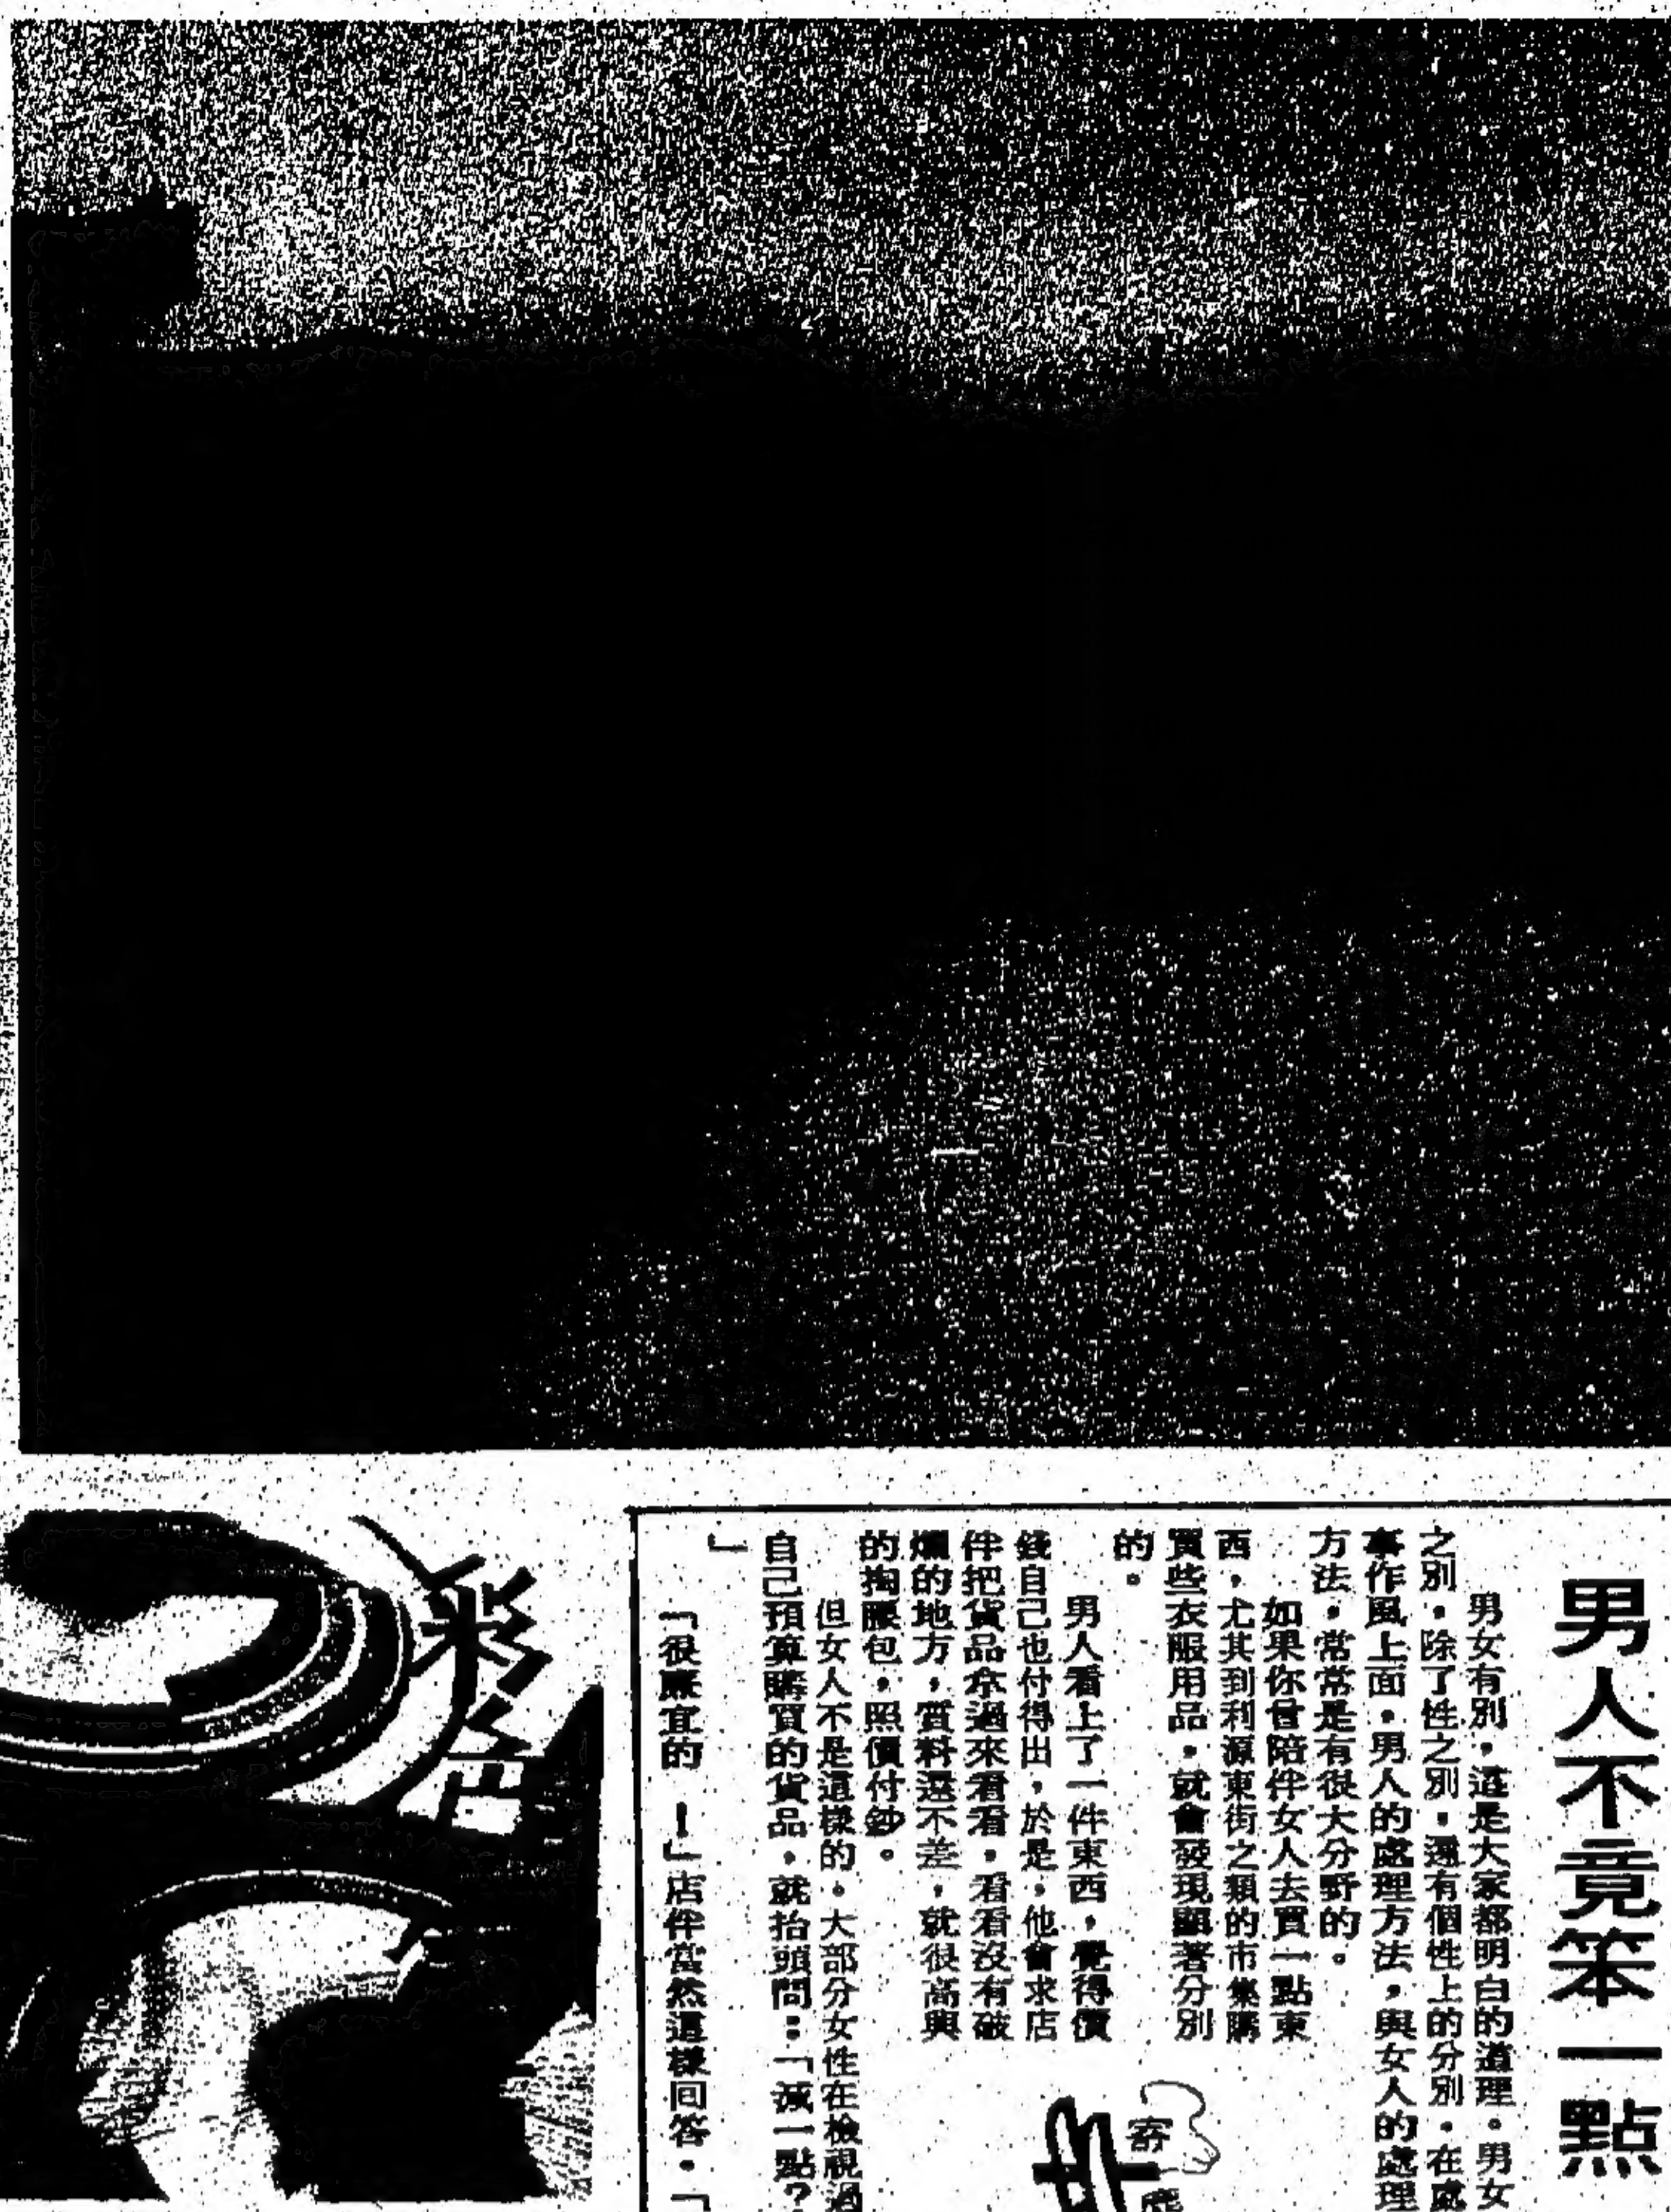 男人不竟笨一點
男女有別，這是大家都明白的道理。男女
之別，除了性之別，還有個性上的分別，在處
事作風上面，男人的處理方法，與女人的處理
方法，常常是有很大分野的。
如果你曾陪伴女人去買一點東
西，尤其到利源東街之類的市集購
買些衣服用品，就會發現顯著分別
的。
男人看上了一件東西，覺得價
錢自己也付得出，於是，他會求店
伴把貨品拿過來看看，看看沒有破
爛的地方，質料還不差，就很高興
的掏腰包，照價付鈔。
但女人不是這樣的。大部分女性在檢視過
自己預算購買的貨品，就抬頭問：「減一點？
」
「很廉宜的！」店伴當然這樣回答。「
彩色